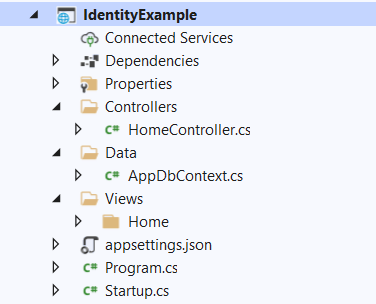 IdentityExample
Connected Services
Dependencies
Properties
Controllers
C# HomeController.cs
Data
C# AppDbContext.cs
Views
Home
appsettings.json
C# Program.cs
C# Startup.cs